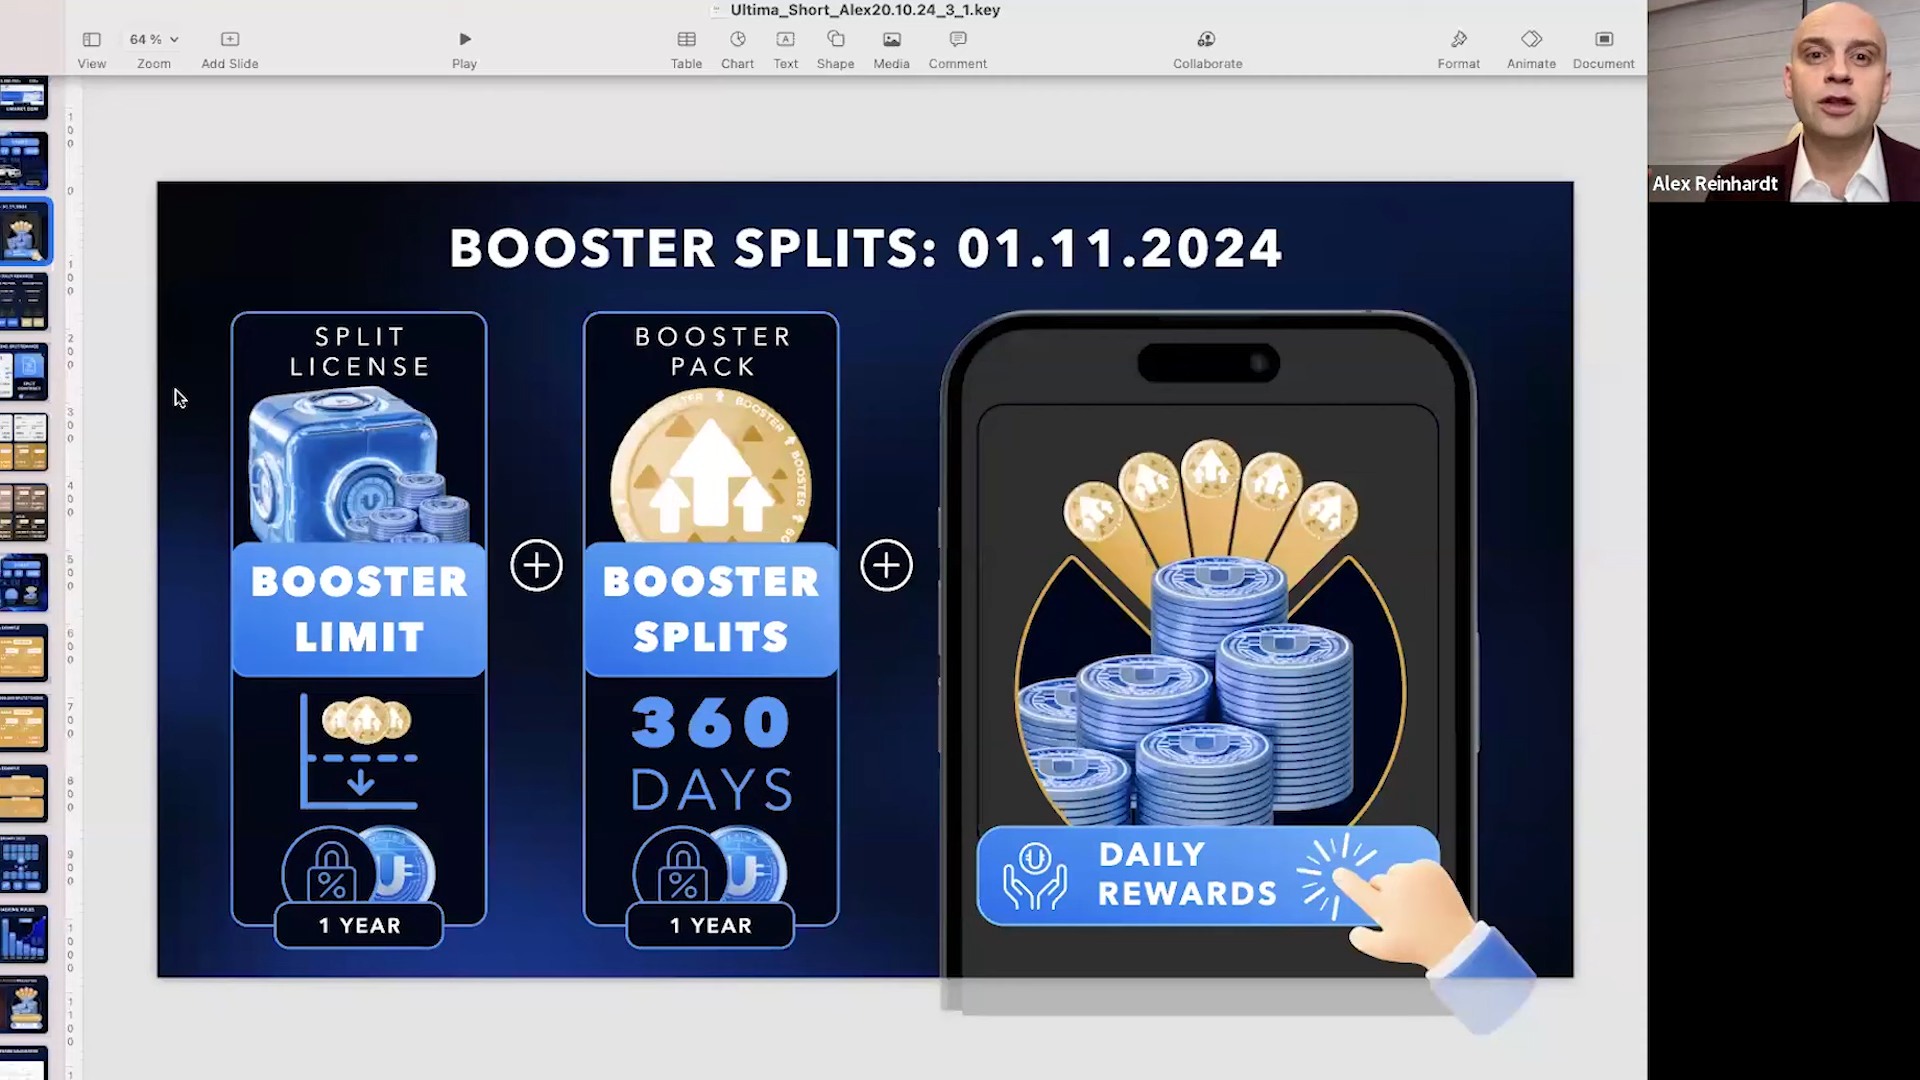 Ultima_Short_Alex20.10.24_3_1.key
View
64 %
Zoom
Add Slide
Play
Table
Chart
Text
Shape
Media
Comment
Collaborate
Format
Animate
Document
Alex Reinhardt
BOOSTER SPLITS: 01.11.2024
SPLIT
LICENSE
BOOSTER
LIMIT
1 YEAR
BOOSTER
PACK
BOOSTER
BOOSTER
BOOSTER
SPLITS
360
DAYS
1 YEAR
DAILY
REWARDS